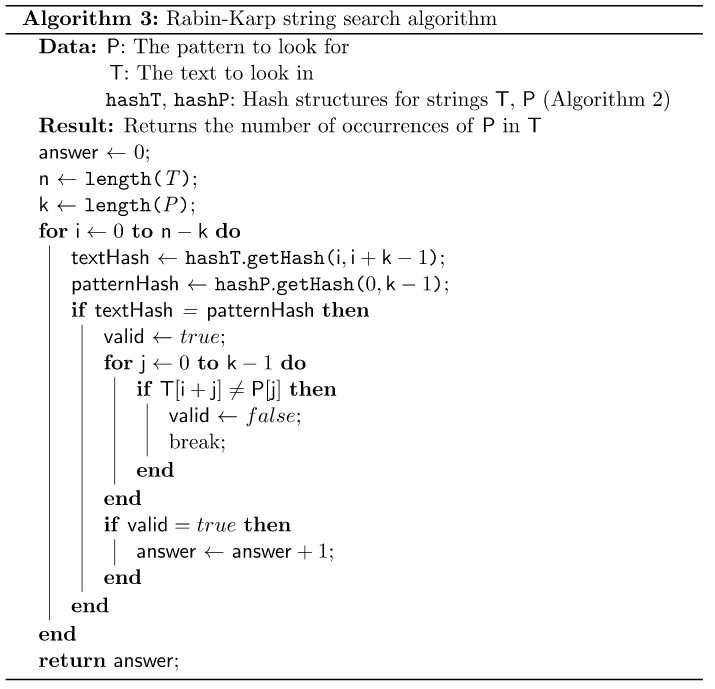 Algorithm 3: Rabin-Karp string search algorithm
Data: P: The pattern to look for
T: The text to look in
hashT, hashP: Hash structures for strings T, P (Algorithm 2)
Result: Returns the number of occurrences of P in T
answer ← 0;
n ← length(T);
k ← length(P);
for i ← 0 to n − k do
textHash ← hashT.getHash(i, i + k − 1);
patternHash ← hashP.getHash(0, k − 1);
if textHash = patternHash then
valid ← true;
for j ← 0 to k − 1 do
if T[i + j] ≠ P[j] then
valid ← false;
break;
end
end
if valid = true then
answer ← answer + 1;
end
end
end
return answer;